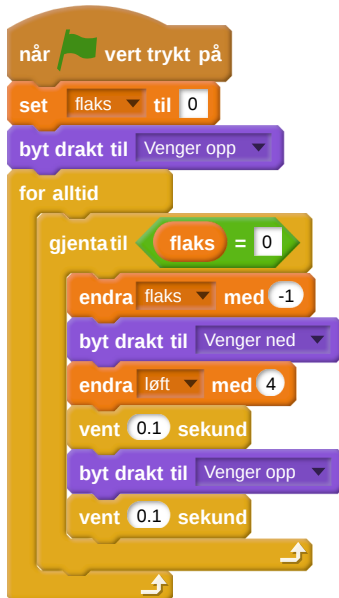 når vert trykt på
set flaks til 0
byt drakt til Venger opp
for alltid
gjenta til flaks = 0
endra flaks med -1
byt drakt til Venger ned
endra løft med 4
vent 0.1 sekund
byt drakt til Venger opp
vent 0.1 sekund